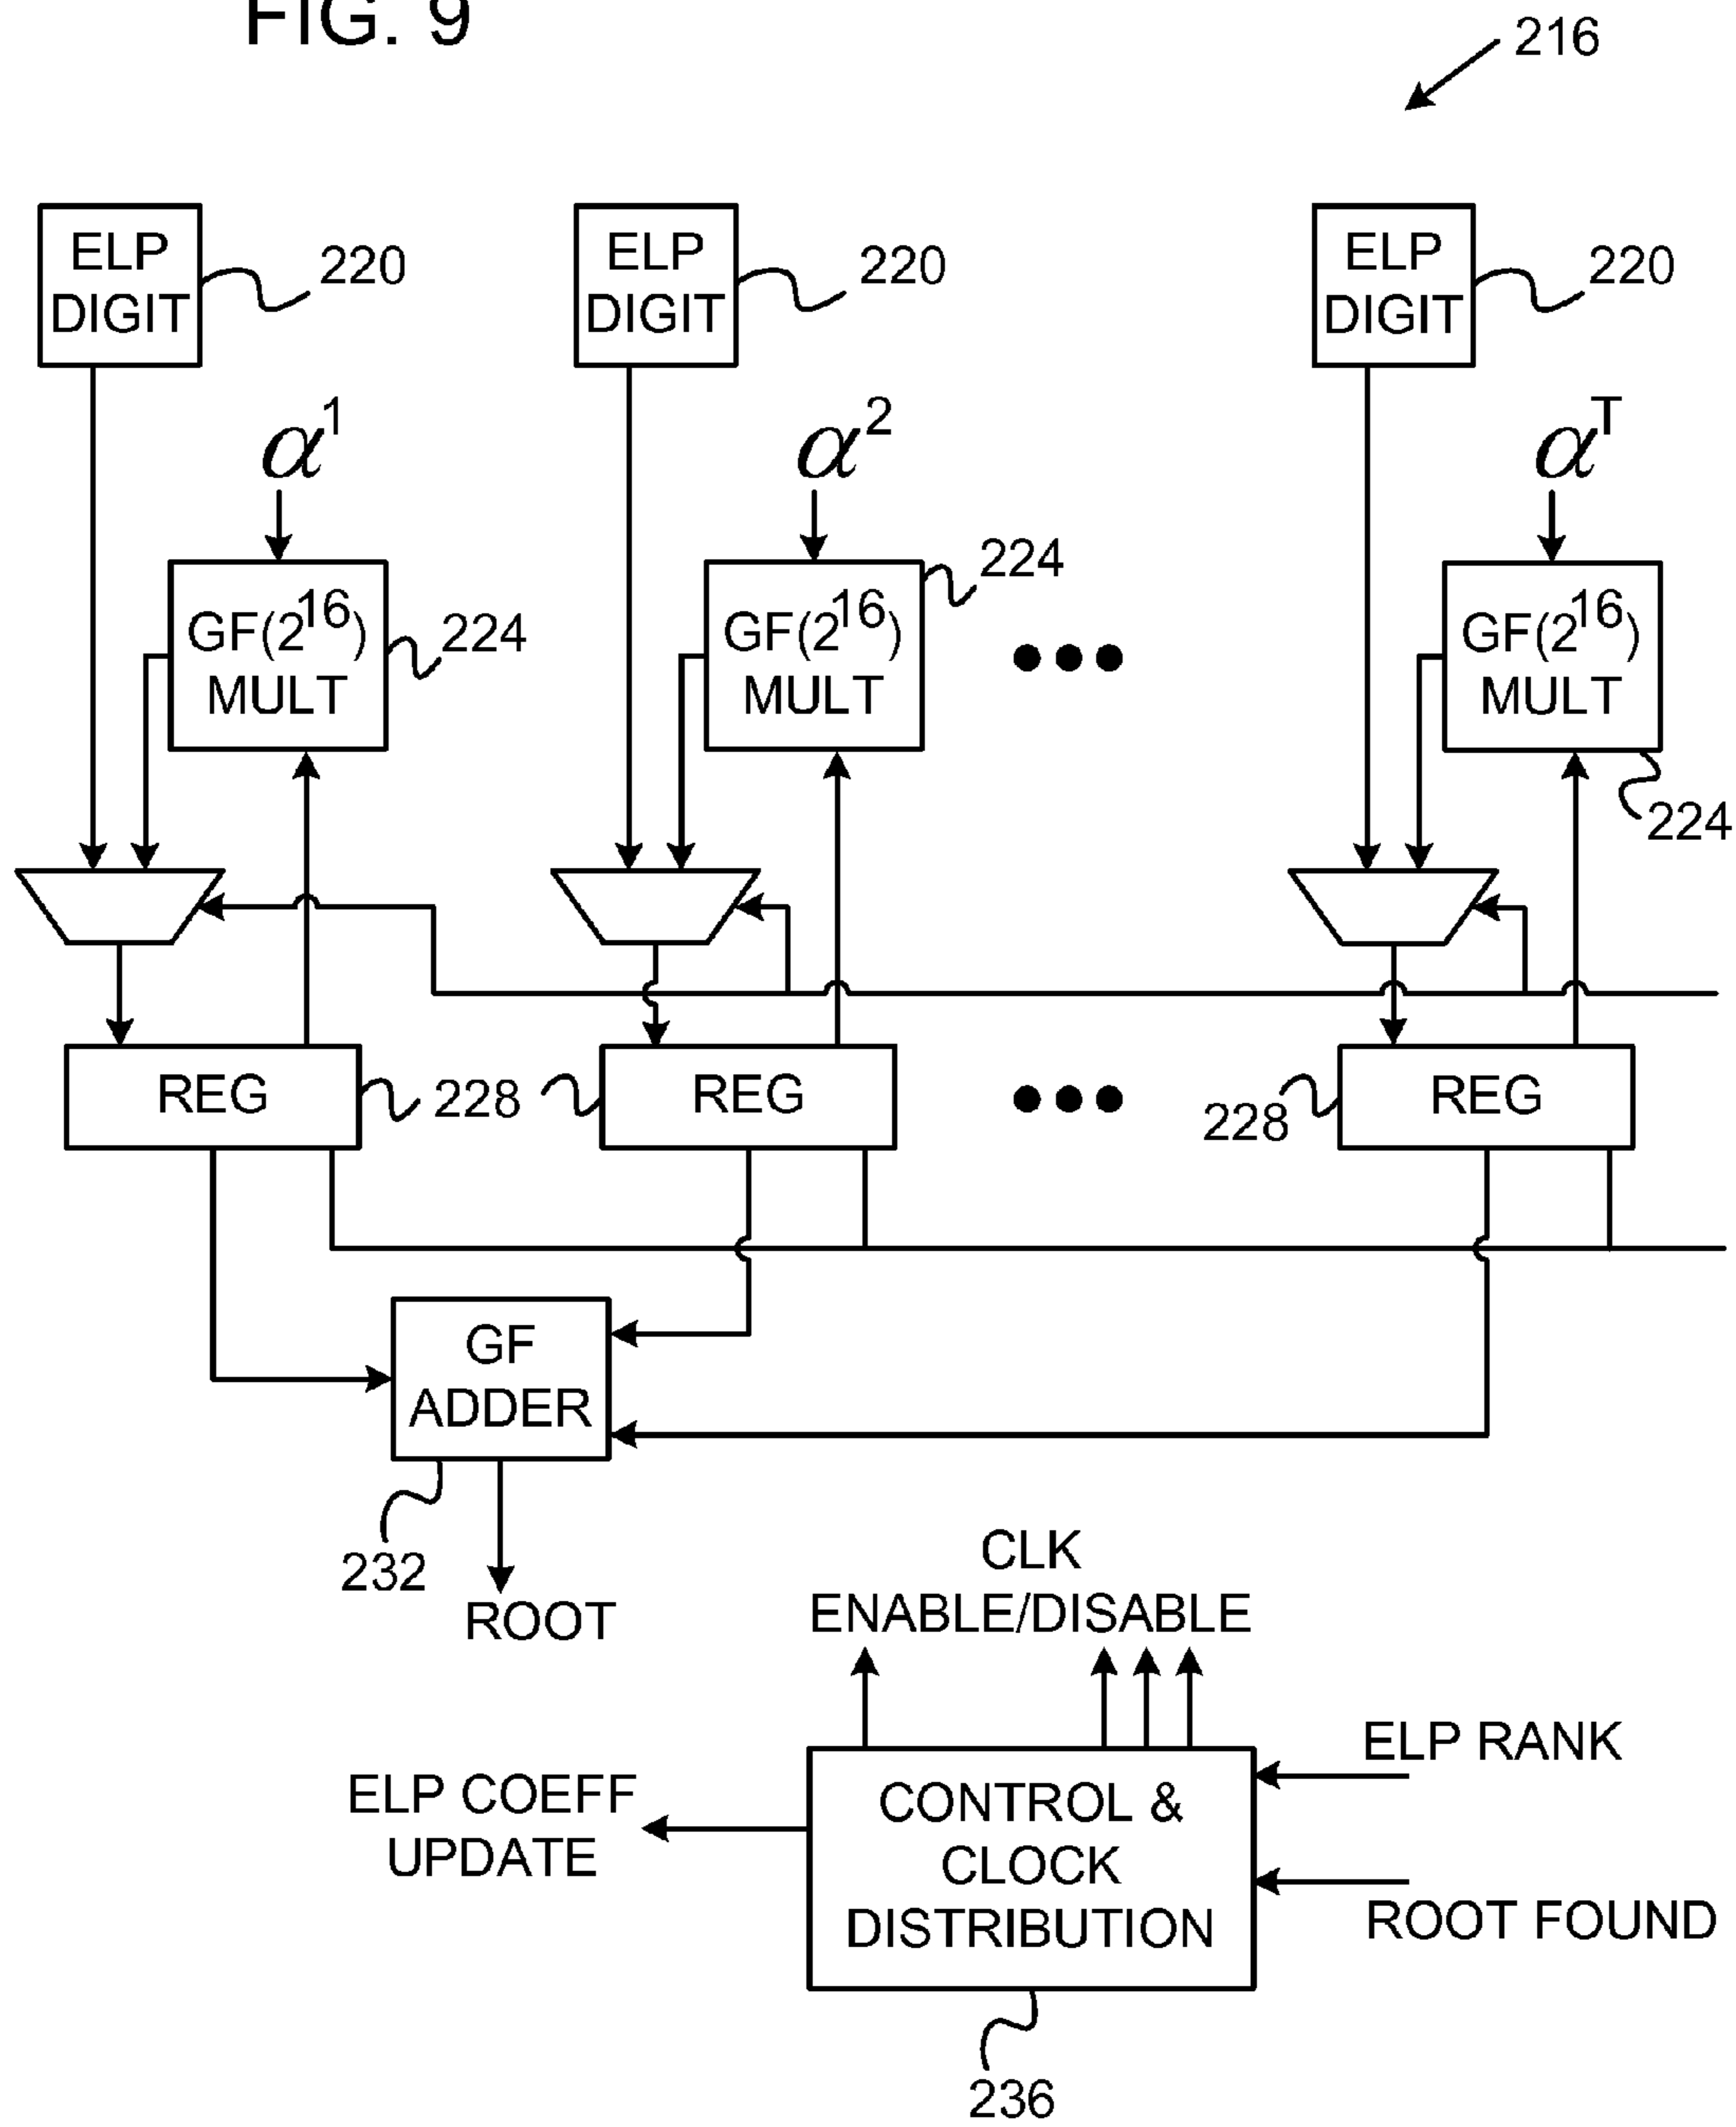 FIG. 9
216
ELP
DIGIT
220
ELP
DIGIT
220
ELP
DIGIT
220
α¹
α²
αᵀ
GF(2¹⁶)
MULT
224
GF(2¹⁶)
MULT
224
GF(2¹⁶)
MULT
224
REG
228
REG
228
REG
GF
ADDER
232
ROOT
CLK
ENABLE/DISABLE
ELP COEFF
UPDATE
CONTROL &
CLOCK
DISTRIBUTION
ELP RANK
ROOT FOUND
236